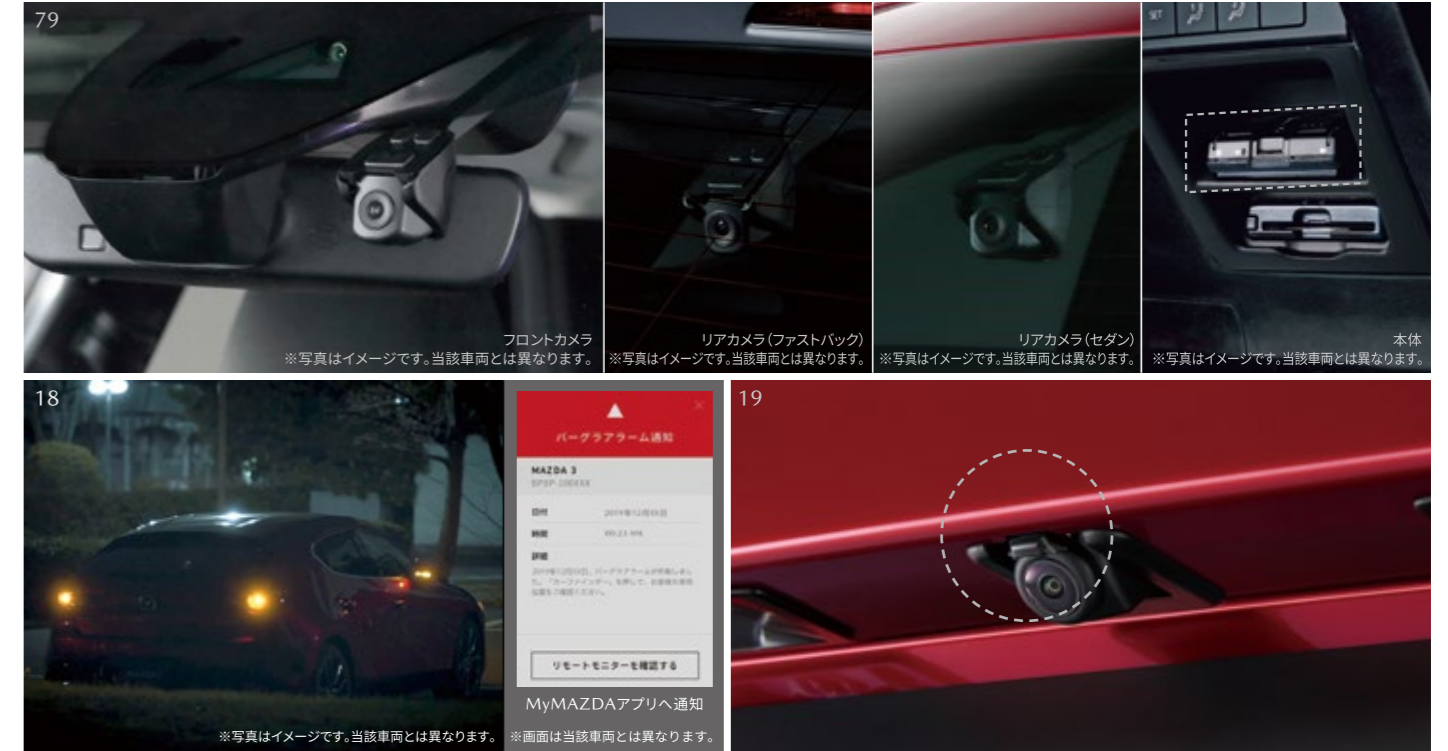 79
SET
フロントカメラ
※写真はイメージです。当該車両とは異なります。
リアカメラ(ファストバック)
※写真はイメージです。当該車両とは異なります。
リアカメラ(セダン)
※写真はイメージです。当該車両とは異なります。
本体
※写真はイメージです。当該車両とは異なります。
18
※写真はイメージです。当該車両とは異なります。
バーグラアラーム通知
MAZDA 3
日付
時間
詳細
リモートモニターを確認する
MyMAZDAアプリへ通知
※画面は当該車両とは異なります。
19